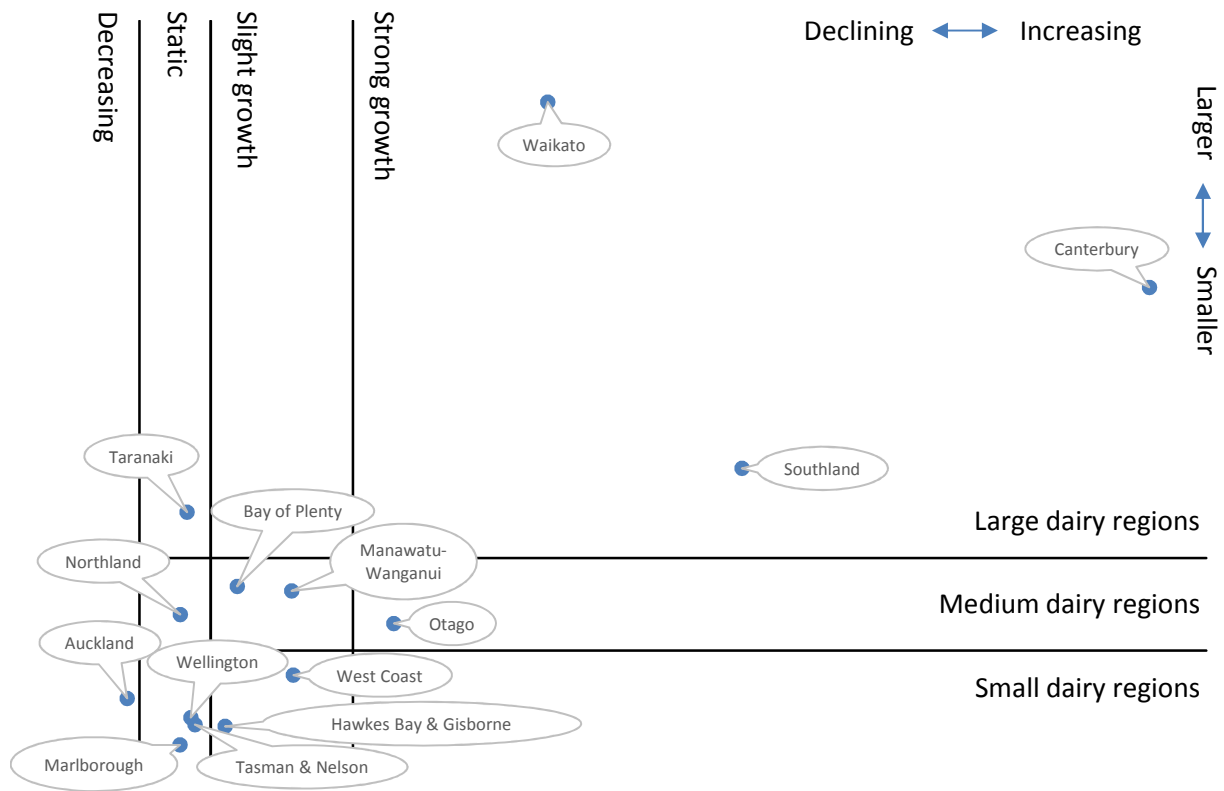 Decreasing
Static
Slight growth
Strong growth
Declining
Increasing
Larger
Smaller
Waikato
Canterbury
Taranaki
Southland
Bay of Plenty
Large dairy regions
Northland
Manawatu-
Wanganui
Medium dairy regions
Otago
Auckland
Wellington
West Coast
Small dairy regions
Hawkes Bay & Gisborne
Marlborough
Tasman & Nelson